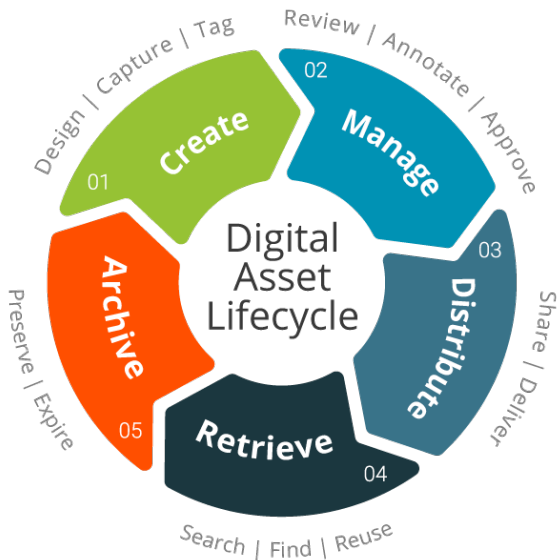 Digital
Asset
Lifecycle
Design | Capture | Tag
Create
01
Review | Annotate | Approve
02
Manage
03
Distribute
Share | Deliver
Retrieve
04
Search | Find | Reuse
Archive
05
Preserve | Expire